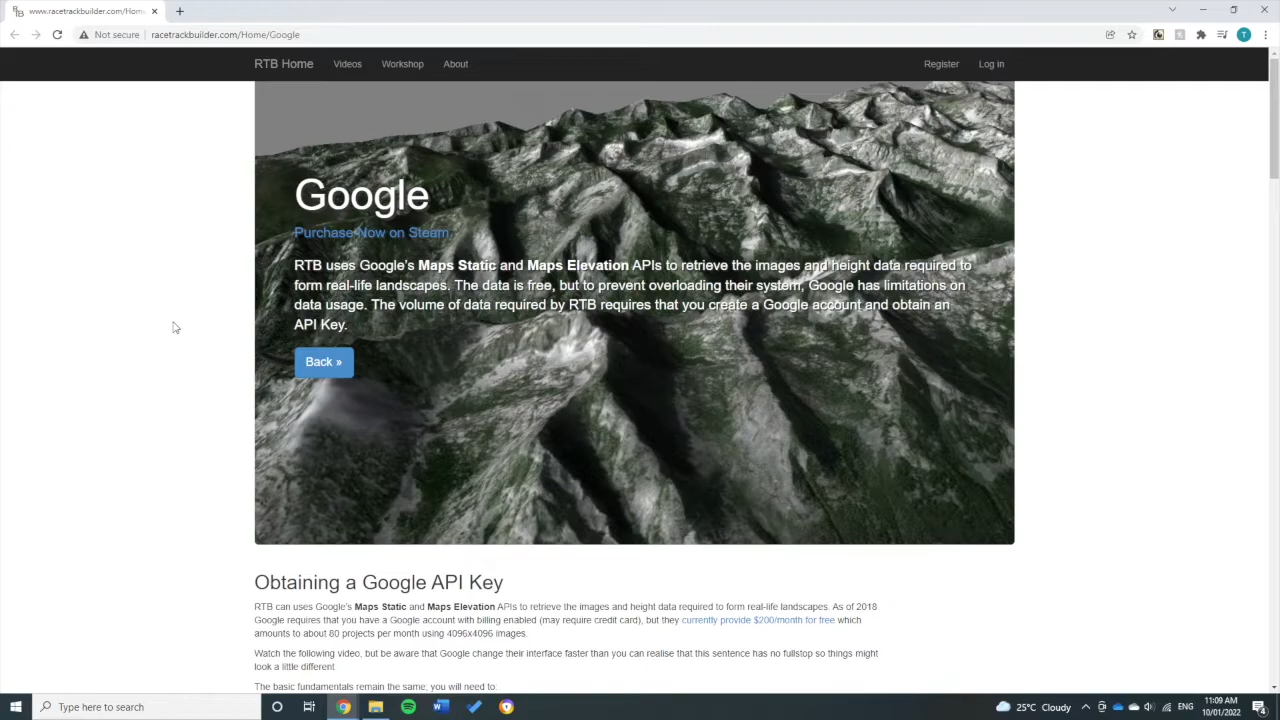 www.racetrackbuilder.com/Hom
Not secure
racetrackbuilder.com/Home/Google
T
RTB Home
Videos
Workshop
About
Register
Log in
Google
Purchase Now on Steam
RTB uses Google's Maps Static and Maps Elevation APIs to retrieve the images and height data required to
form real-life landscapes. The data is free, but to prevent overloading their system, Google has limitations on
data usage. The volume of data required by RTB requires that you create a Google account and obtain an
API Key.
Back »
Obtaining a Google API Key
RTB can uses Google's Maps Static and Maps Elevation APIs to retrieve the images and height data required to form real-life landscapes. As of 2018
Google requires that you have a Google account with billing enabled (may require credit card), but they currently provide $200/month for free which
amounts to about 80 projects per month using 4096x4096 images.
Watch the following video, but be aware that Google change their interface faster than you can realise that this sentence has no fullstop so things might
look a little different
The basic fundamentals remain the same; you will need to:
Type here to search
25°C Cloudy
ENG
11:09 AM
10/01/2022
4